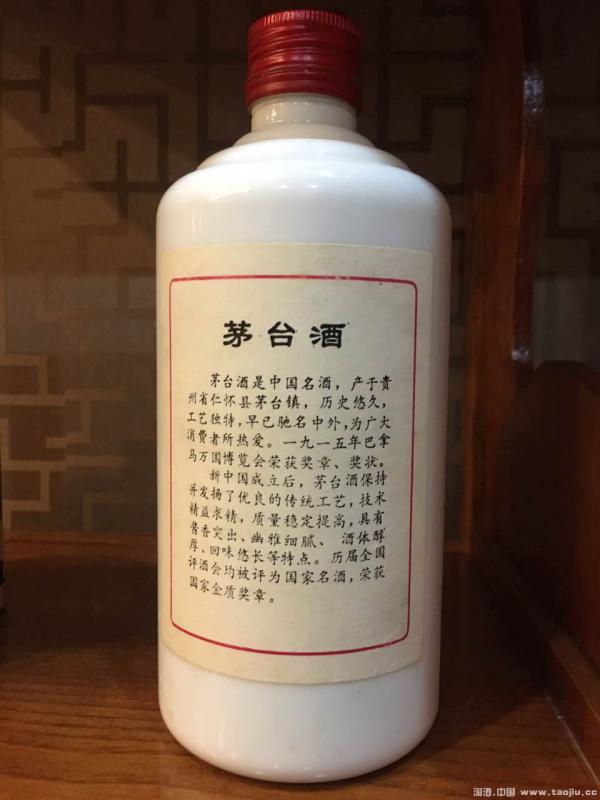 茅台酒
茅台酒是中国名酒，产于贵
州省仁怀县茅台镇，历史悠久，
工艺独特，早已驰名中外，为广大
消费者所热爱。一九一五年巴拿
马万国博览会荣获奖章、奖状。
新中国成立后，茅台酒保持
并发扬了优良的传统工艺，技术
精益求精，质量稳定提高，具有
酱香突出、幽雅细腻、酒体醇
厚、回味悠长等特点。历届全国
评酒会均被评为国家名酒，荣获
国家金质奖章。
淘酒.中国 www.taojiu.cc